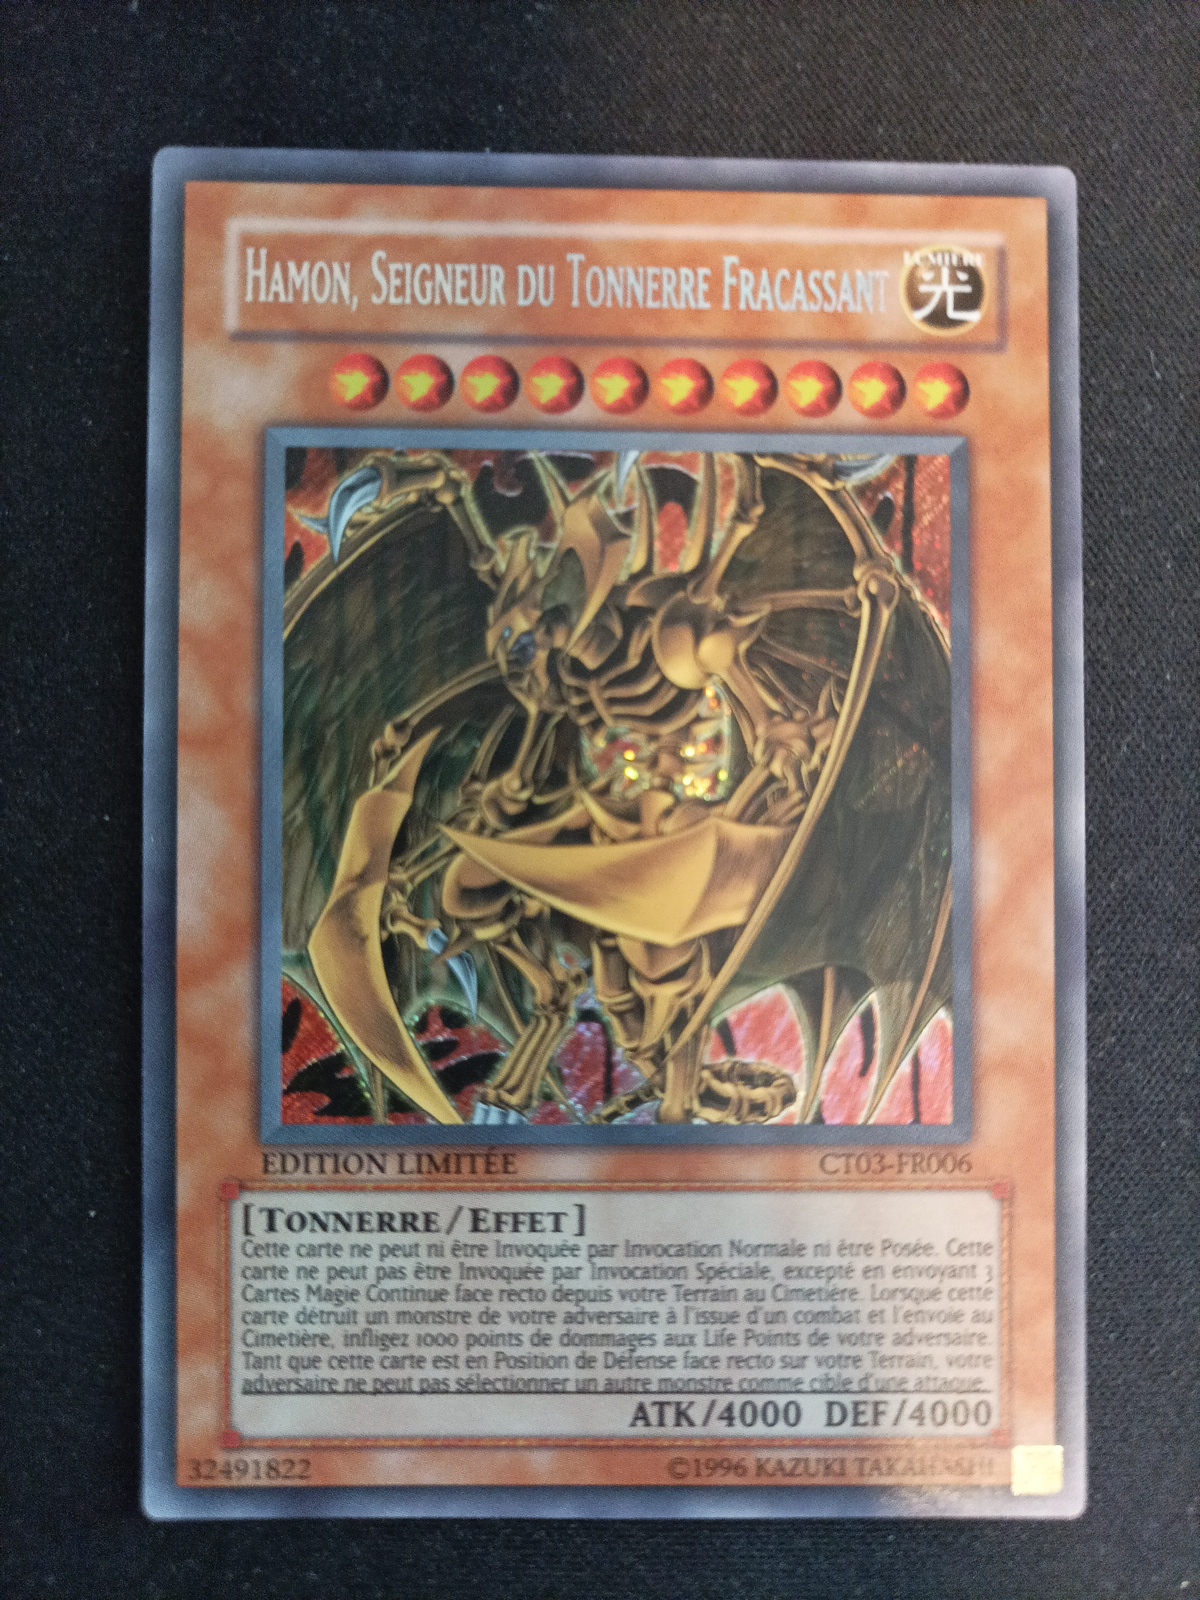 HAMON, SEIGNEUR DU TONNERRE FRACASSANT
LUMIERE
光
EDITION LIMITÉE CT03-FR006
[TONNERRE/EFFET]
Cette carte ne peut ni être Invoquée par Invocation Normale ni être Posée. Cette
carte ne peut pas être Invoquée par Invocation Spéciale, excepté en envoyant 3
Cartes Magie Continue face recto depuis votre Terrain au Cimetière. Lorsque cette
carte détruit un monstre de votre adversaire à l'issue d'un combat et l'envoie au
Cimetière, infligez 1000 points de dommages aux Life Points de votre adversaire.
Tant que cette carte est en Position de Défense face recto sur votre Terrain, votre
adversaire ne peut pas sélectionner un autre monstre comme cible d'une attaque.
ATK/4000 DEF/4000
32491822 ©1996 KAZUKI TAKAHASHI